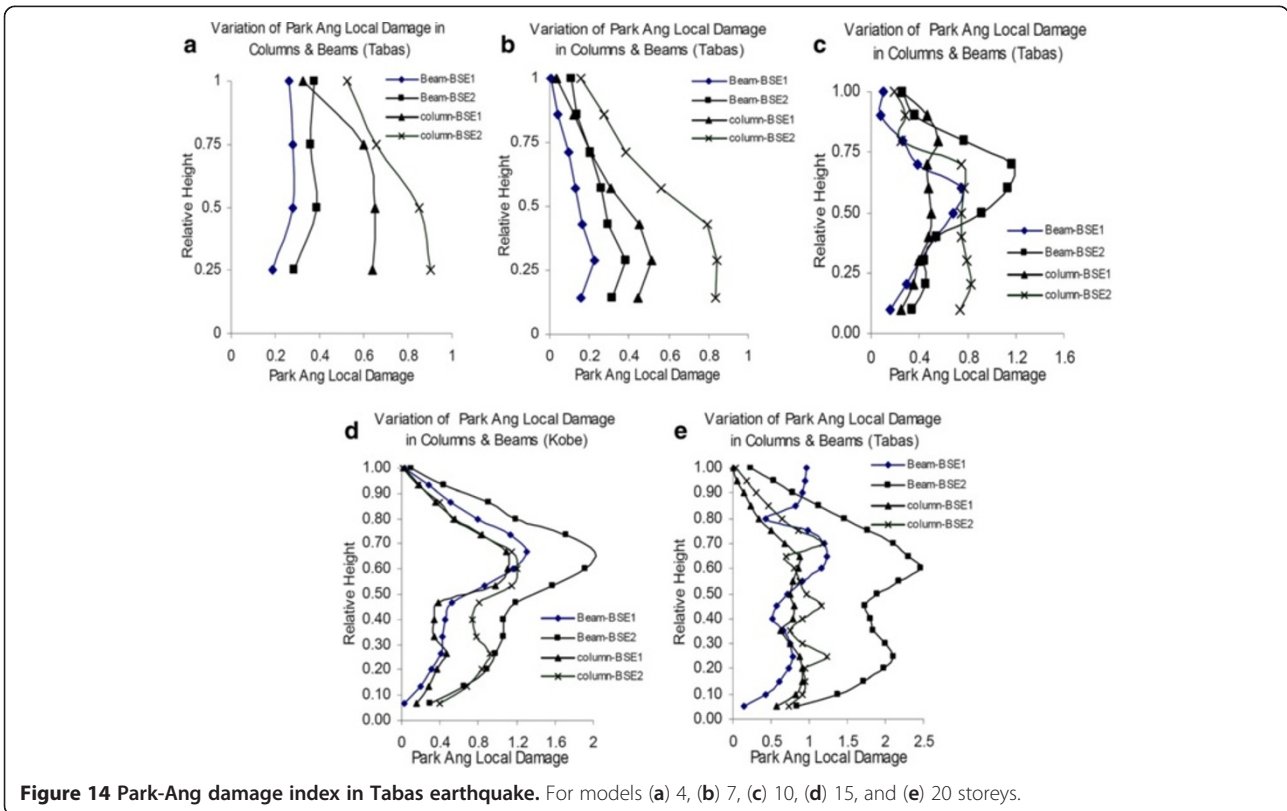 a
Variation of Park Ang Local Damage in
Columns & Beams (Tabas)
1
0.75
0.5
0.25
0
Relative Height
0 0.2 0.4 0.6 0.8 1
Park Ang Local Damage
Beam-BSE1
Beam-BSE2
column-BSE1
column-BSE2
b
Variation of Park Ang Local Damage
in Columns & Beams (Tabas)
1
0.75
0.5
0.25
0
Relative Height
0 0.2 0.4 0.6 0.8 1
Park Ang Local Damage
Beam-BSE1
Beam-BSE2
column-BSE1
column-BSE2
c
Variation of Park Ang Local Damage
in Columns & Beams (Tabas)
1.00
0.75
0.50
0.25
0.00
Relative Height
0 0.4 0.8 1.2 1.6
Park Ang Local Damage
Beam-BSE1
Beam-BSE2
column-BSE1
column-BSE2
d
Variation of Park Ang Local Damage
in Columns & Beams (Kobe)
1.00
0.90
0.80
0.70
0.60
0.50
0.40
0.30
0.20
0.10
0.00
Relative Height
0 0.4 0.8 1.2 1.6 2
Park Ang Local Damage
Beam-BSE1
Beam-BSE2
column-BSE1
column-BSE2
e
Variation of Park Ang Local Damage
in Columns & Beams (Tabas)
1.00
0.90
0.80
0.70
0.60
0.50
0.40
0.30
0.20
0.10
0.00
Relative Height
0 0.5 1 1.5 2 2.5
Park Ang Local Damage
Beam-BSE1
Beam-BSE2
column-BSE1
column-BSE2
Figure 14 Park-Ang damage index in Tabas earthquake. For models (a) 4, (b) 7, (c) 10, (d) 15, and (e) 20 storeys.